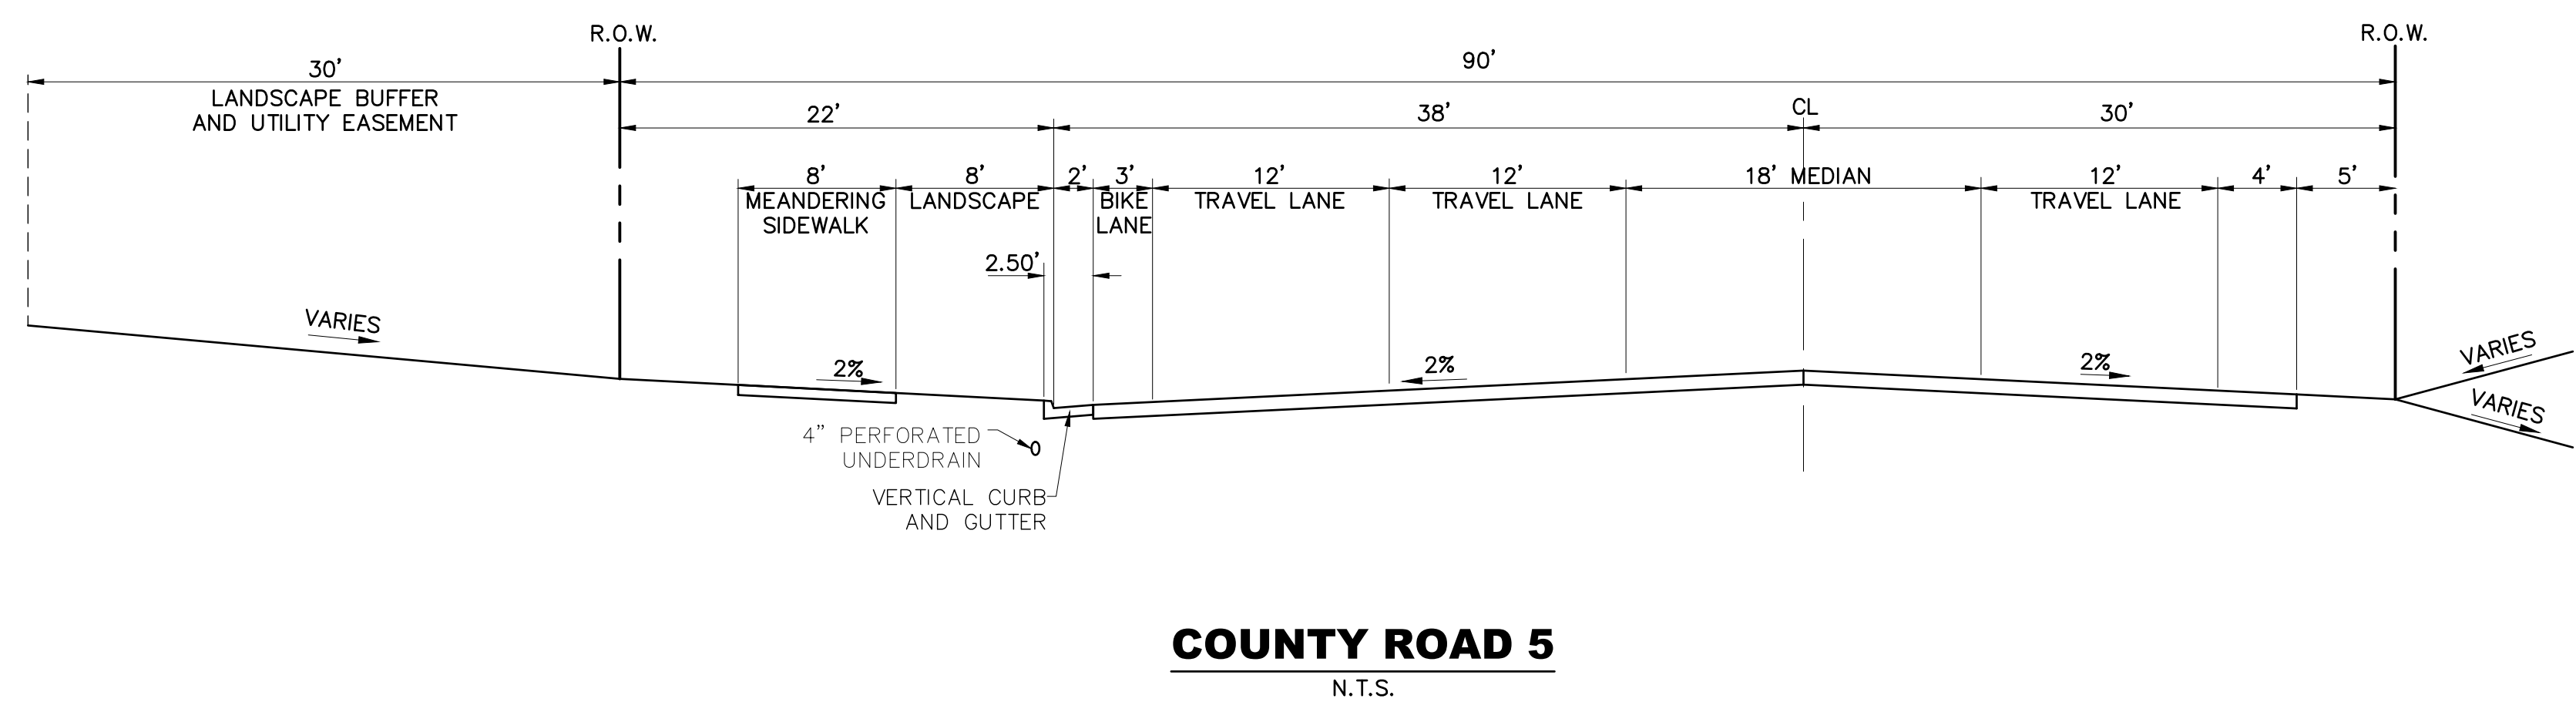 R.O.W.
R.O.W.
30'
90'
LANDSCAPE BUFFER
AND UTILITY EASEMENT
22'
38'
CL
30'
8'
8'
2'
3'
12'
12'
18' MEDIAN
12'
4'
5'
MEANDERING
SIDEWALK
LANDSCAPE
BIKE
LANE
TRAVEL LANE
TRAVEL LANE
TRAVEL LANE
2.50'
VARIES
2%
2%
2%
VARIES
VARIES
4" PERFORATED
UNDERDRAIN
VERTICAL CURB
AND GUTTER
COUNTY ROAD 5
N.T.S.